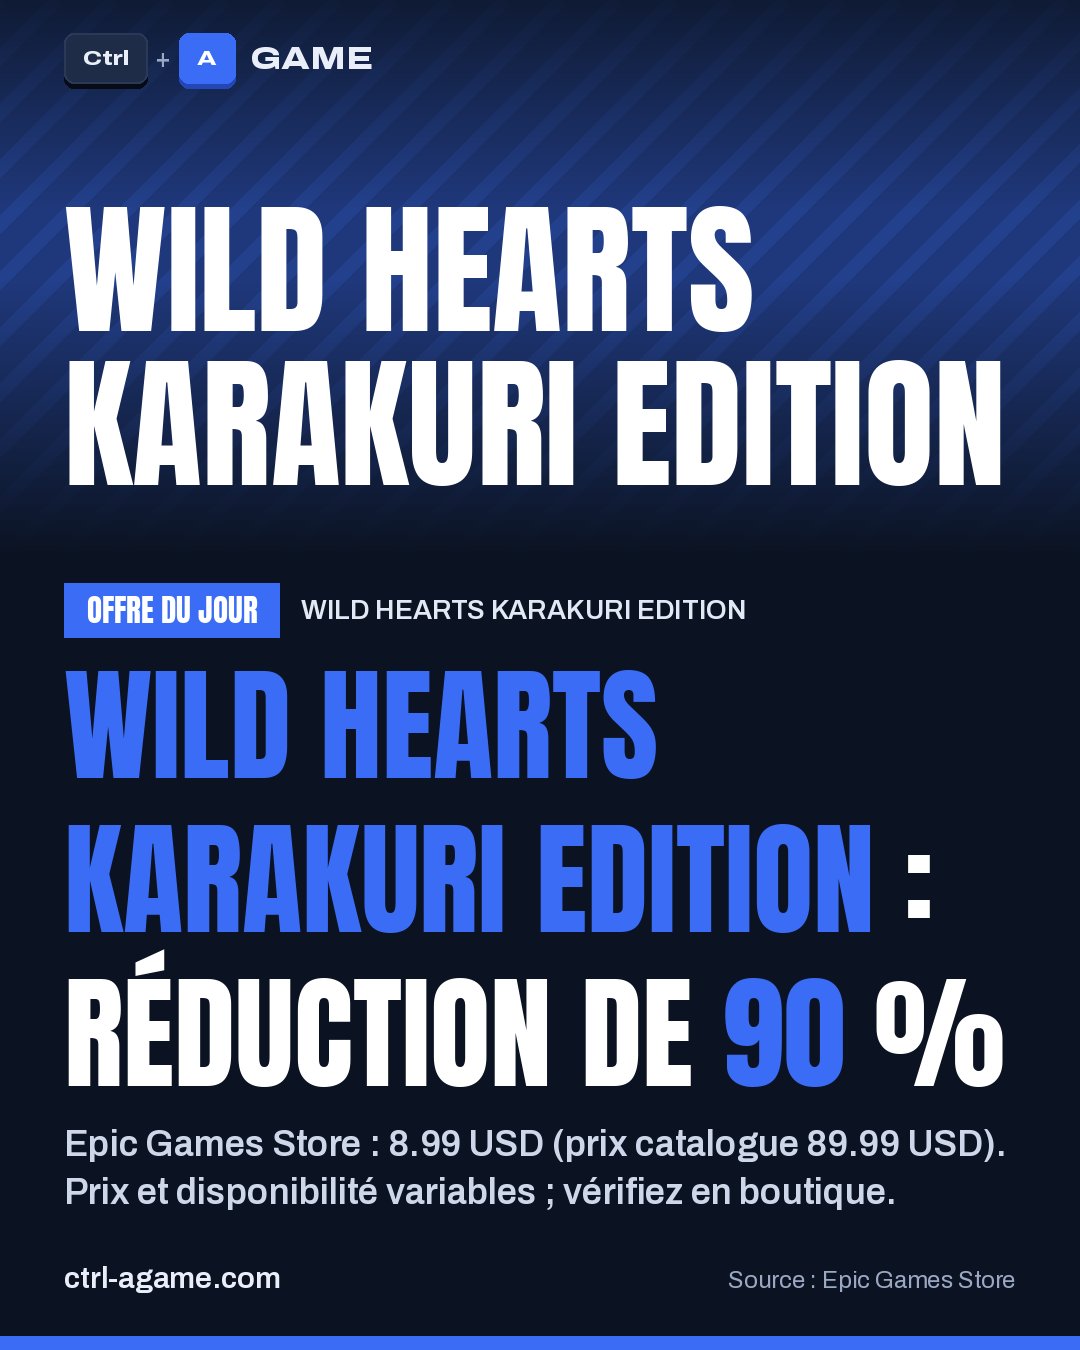 Ctrl + A GAME
WILD HEARTS
KARAKURI EDITION
OFFRE DU JOUR WILD HEARTS KARAKURI EDITION
WILD HEARTS
KARAKURI EDITION :
RÉDUCTION DE 90 %
Epic Games Store : 8.99 USD (prix catalogue 89.99 USD).
Prix et disponibilité variables ; vérifiez en boutique.
ctrl-agame.com Source : Epic Games Store